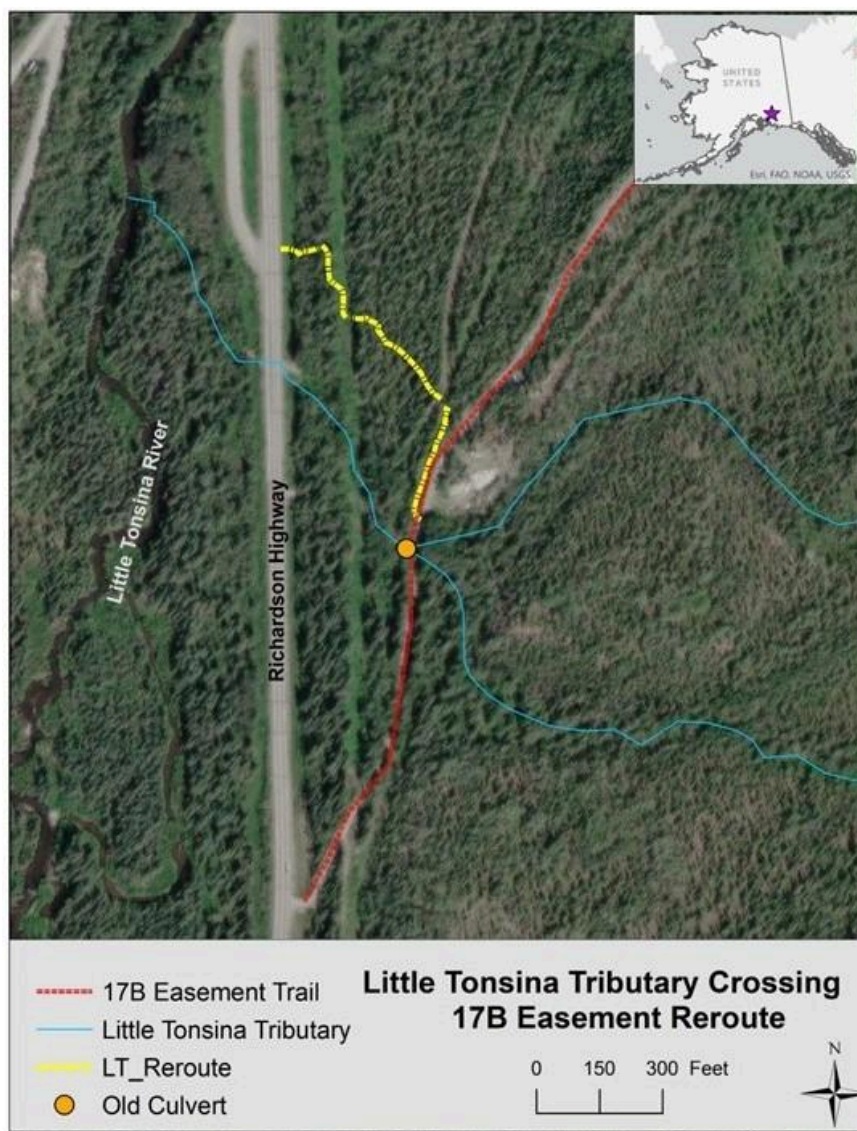 UNITED
STATES
Esri, FAO, NOAA, USGS
Little Tonsina River
Richardson Highway
17B Easement Trail
Little Tonsina Tributary
LT_Reroute
Old Culvert
Little Tonsina Tributary Crossing
17B Easement Reroute
0 150 300 Feet
N